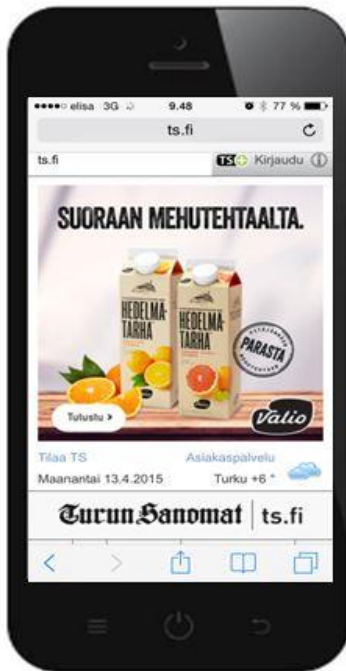 elisa 3G 9.48 77 %
ts.fi
ts.fi TS+ Kirjaudu
SUORAAN MEHUTEHTAALTA.
HEDELMÄ-
TARHA
HEDELMÄ-
TARHA
PARASTA
Tutustu >
Valio
Tilaa TS Asiakaspalvelu
Maanantai 13.4.2015 Turku +6 °
Turun Sanomat | ts.fi